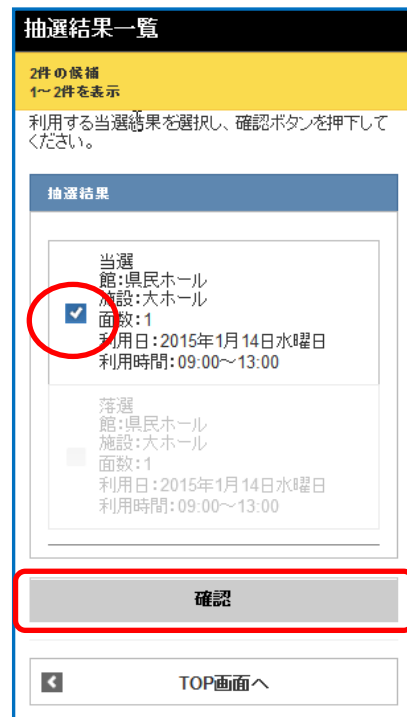 抽選結果一覧
2件の候補
1～2件を表示
利用する当選結果を選択し、確認ボタンを押下して
ください。
抽選結果
当選
館：県民ホール
施設：大ホール
面数：1
利用日：2015年1月14日水曜日
利用時間：09:00～13:00
落選
館：県民ホール
施設：大ホール
面数：1
利用日：2015年1月14日水曜日
利用時間：09:00～13:00
確認
TOP画面へ